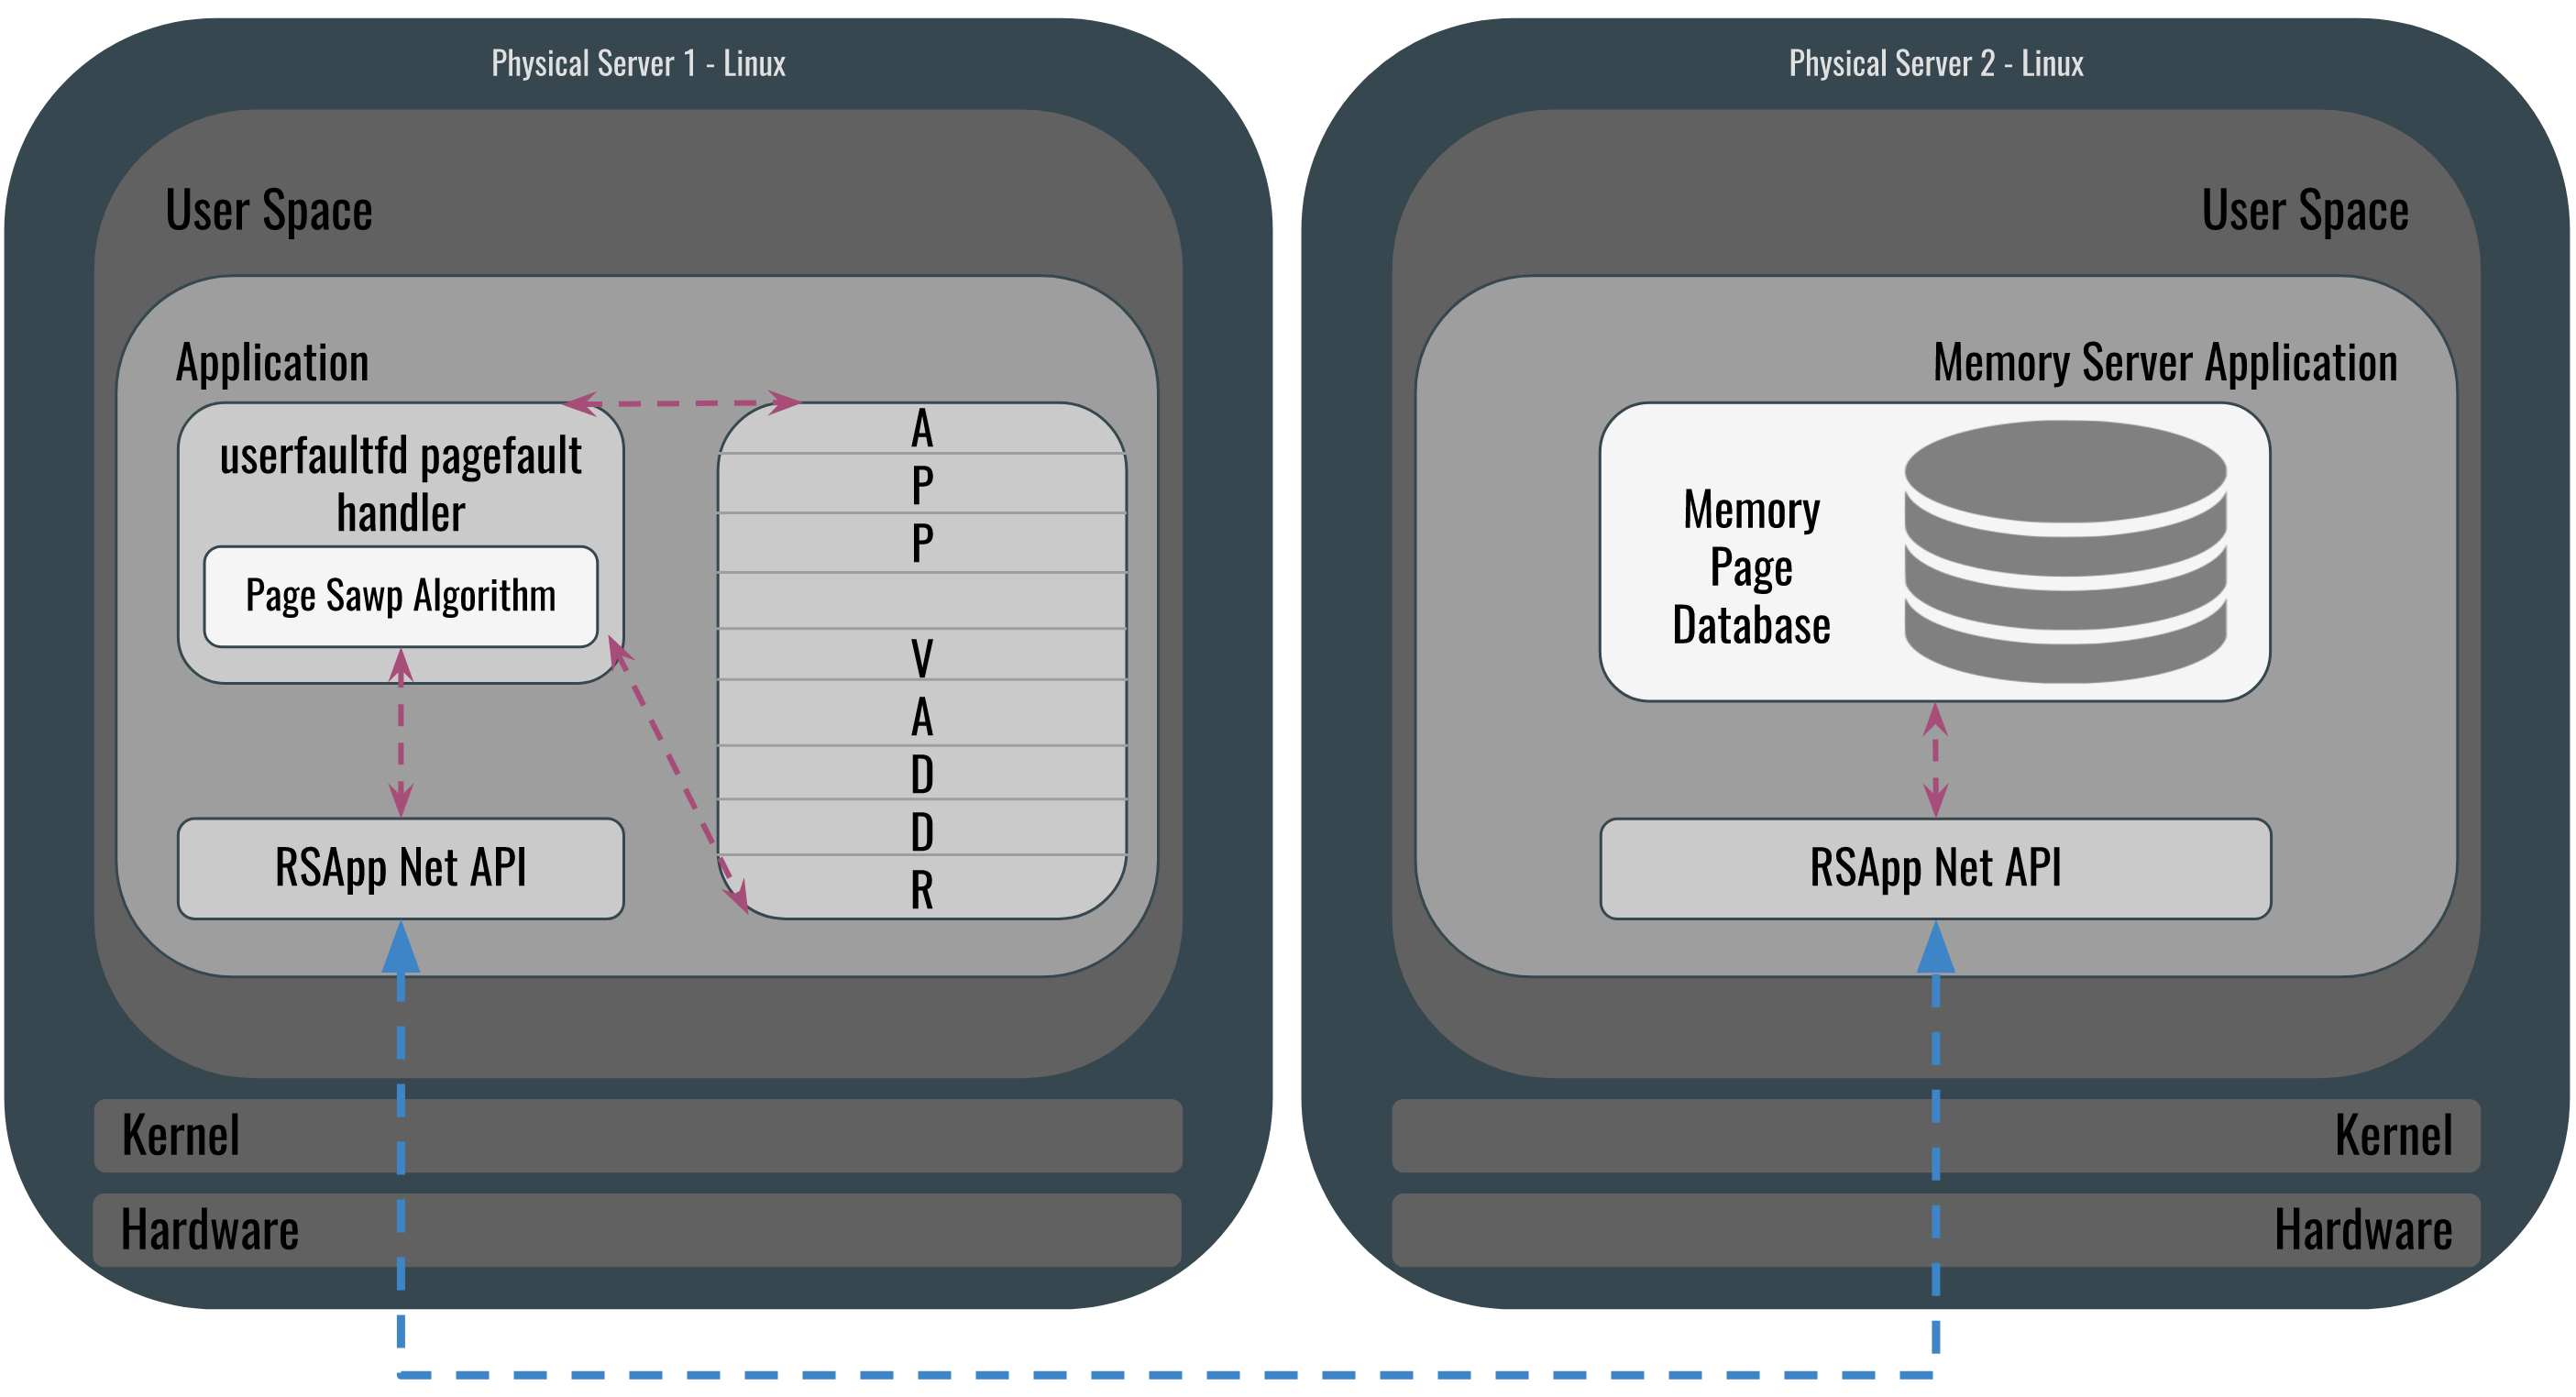 Physical Server 1 - Linux
User Space
Application
userfaultfd pagefault
handler
Page Sawp Algorithm
RSApp Net API
A
P
P
V
A
D
D
R
Kernel
Hardware
Physical Server 2 - Linux
User Space
Memory Server Application
Memory
Page
Database
RSApp Net API
Kernel
Hardware